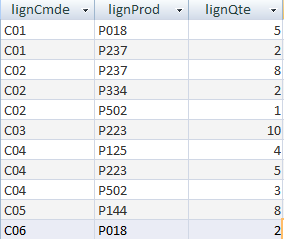 lignCmde lignProd lignQte
C01 P018 5
C01 P237 2
C02 P237 8
C02 P334 2
C02 P502 1
C03 P223 10
C04 P125 4
C04 P223 5
C04 P502 3
C05 P144 8
C06 P018 2